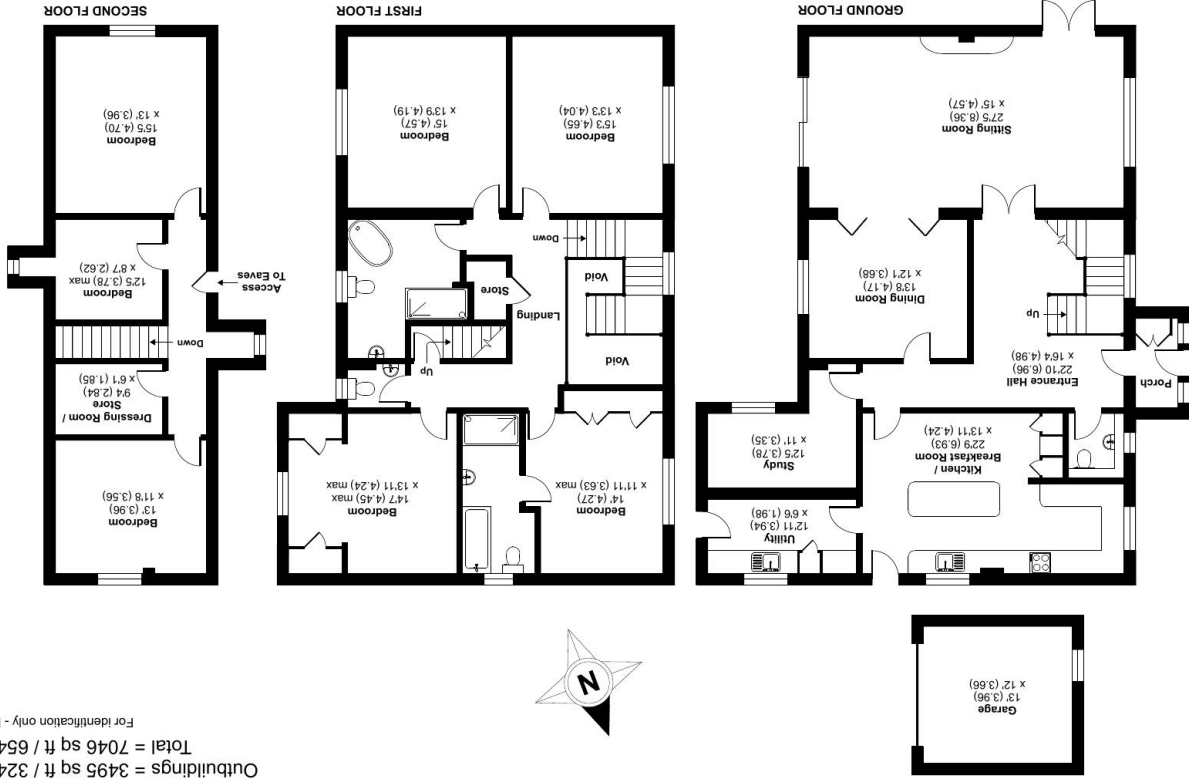 Outbuildings = 3495 sq ft / 324
Total = 7046 sq ft / 654
For identification only -
Garage
13' (3.96)
x 12' (3.66)
N
Utility
12'11 (3.94)
x 6'6 (1.98)
Kitchen /
Breakfast Room
22'9 (6.93)
x 13'11 (4.24)
Study
12'5 (3.78)
x 11' (3.35)
Porch
Entrance Hall
22'10 (6.96)
x 16'4 (4.98)
Up
Dining Room
13'8 (4.17)
x 12'1 (3.68)
Sitting Room
27'5 (8.36)
x 15' (4.57)
GROUND FLOOR
Bedroom
14' (4.27)
x 11'11 (3.63) max
Bedroom
14'7 (4.45) max
x 13'11 (4.24) max
Void
Up
Landing
Void
Store
Down
Bedroom
15'3 (4.65)
x 13'3 (4.04)
Bedroom
15' (4.57)
x 13'9 (4.19)
FIRST FLOOR
Bedroom
13' (3.96)
x 11'8 (3.56)
Dressing Room /
Store
9'4 (2.84)
x 6'1 (1.85)
Down
Access
To Eaves
Bedroom
12'5 (3.78) max
x 8'7 (2.62)
Bedroom
15'5 (4.70)
x 13' (3.96)
SECOND FLOOR